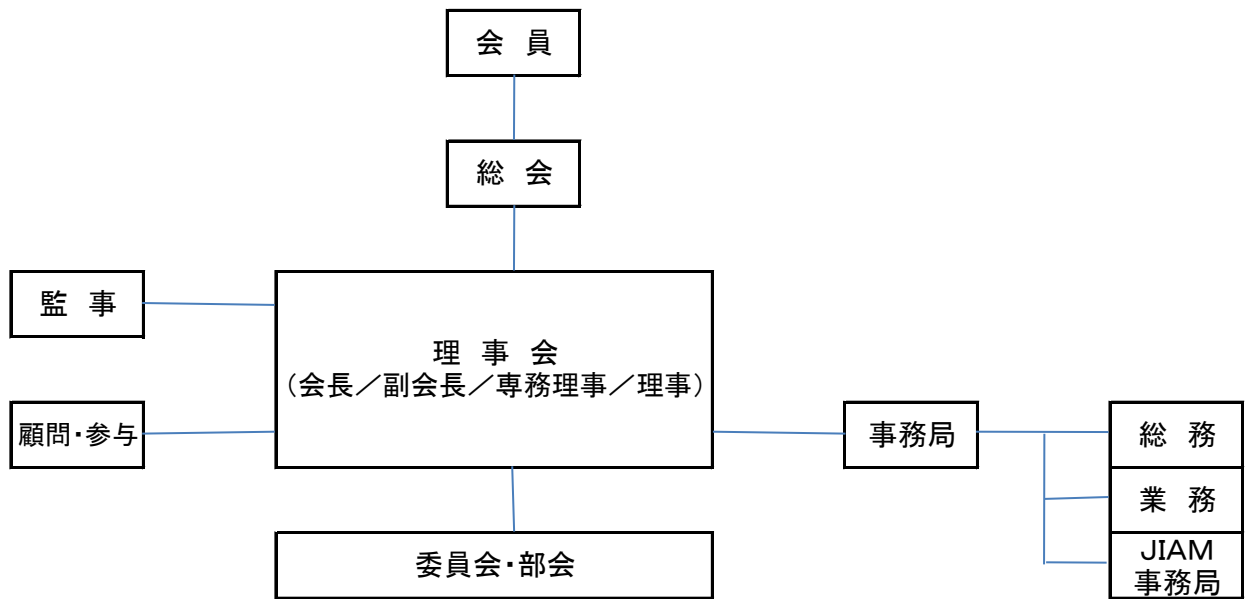 会 員
総 会
監 事
理 事 会
（会長／副会長／専務理事／理事）
顧問・参与
事務局
総 務
業 務
JIAM
事務局
委員会・部会